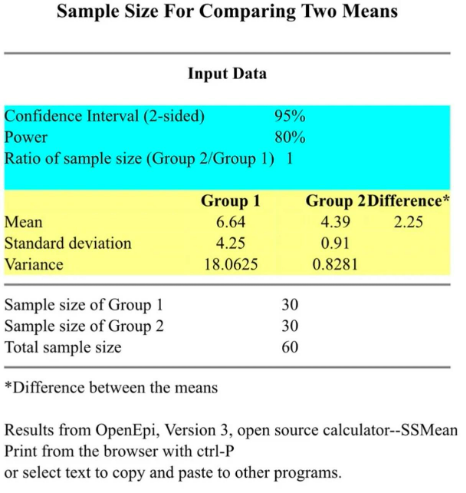 Sample Size For Comparing Two Means
Input Data
Confidence Interval (2-sided) 95%
Power 80%
Ratio of sample size (Group 2/Group 1) 1
Group 1 Group 2 Difference*
Mean 6.64 4.39 2.25
Standard deviation 4.25 0.91
Variance 18.0625 0.8281
Sample size of Group 1 30
Sample size of Group 2 30
Total sample size 60
*Difference between the means
Results from OpenEpi, Version 3, open source calculator--SSMean
Print from the browser with ctrl-P
or select text to copy and paste to other programs.